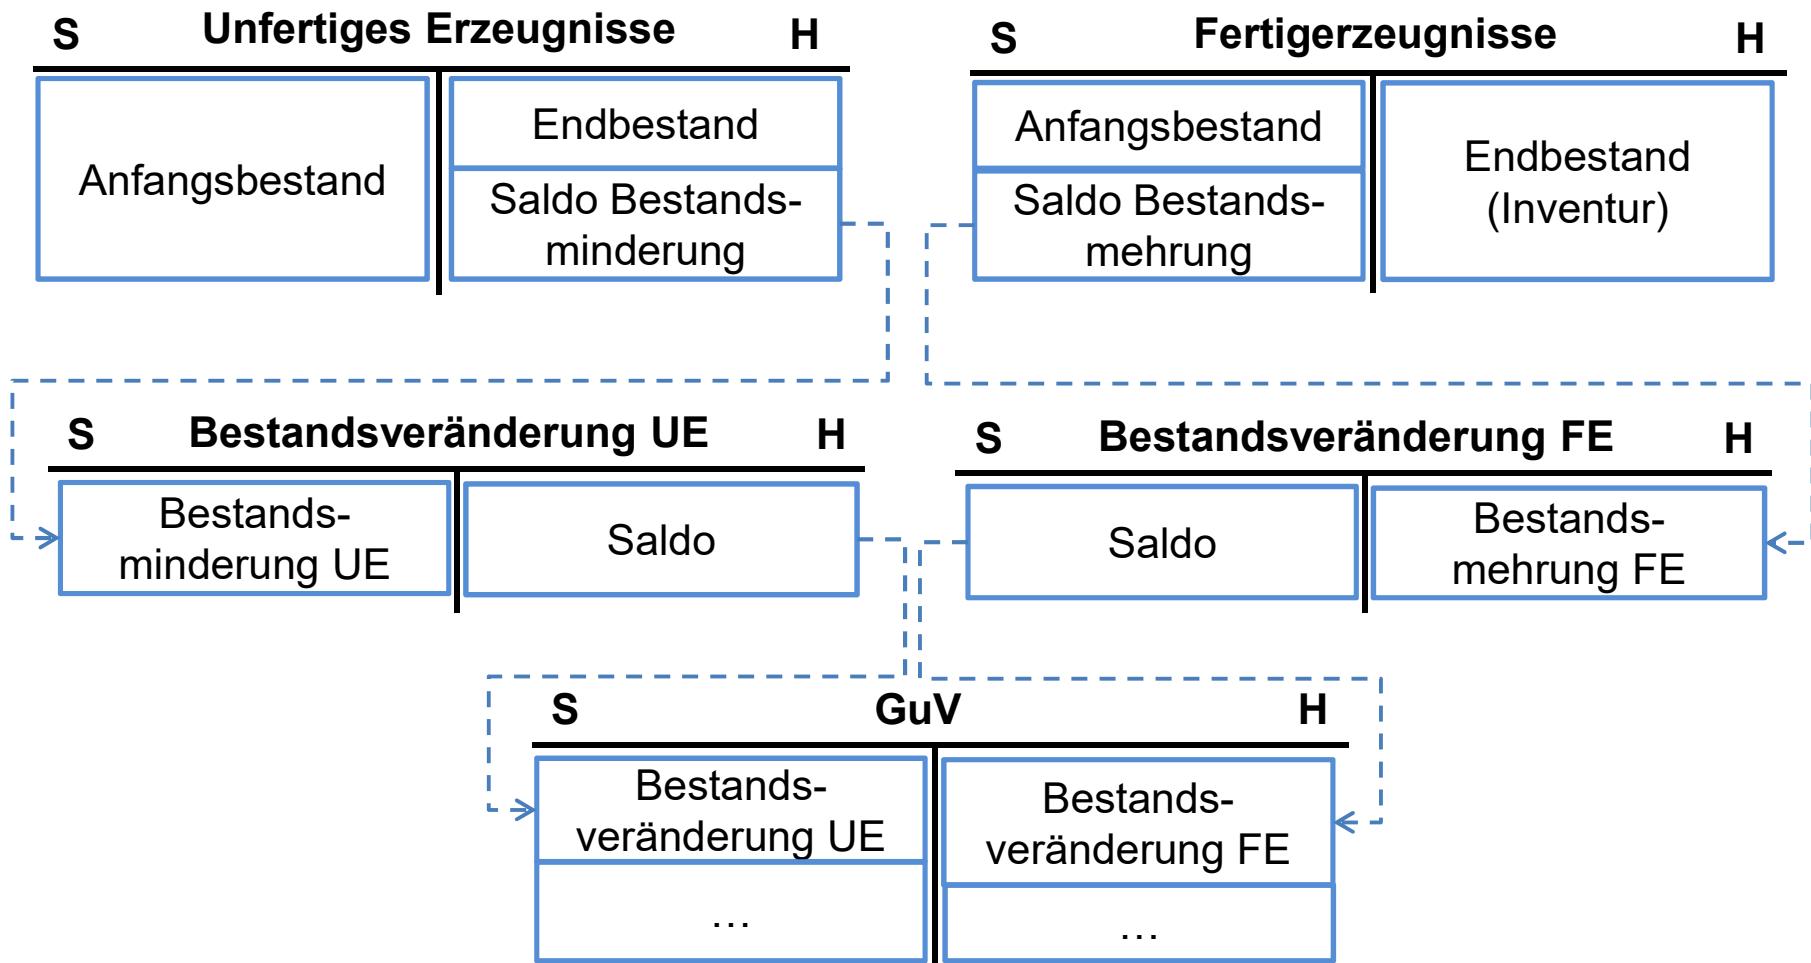 S Unfertiges Erzeugnisse H
Anfangsbestand
Endbestand
Saldo Bestands-
minderung
S Fertigerzeugnisse H
Anfangsbestand
Saldo Bestands-
mehrung
Endbestand
(Inventur)
S Bestandsveränderung UE H
Bestands-
minderung UE
Saldo
S Bestandsveränderung FE H
Saldo
Bestands-
mehrung FE
S GuV H
Bestands-
veränderung UE
…
Bestands-
veränderung FE
…